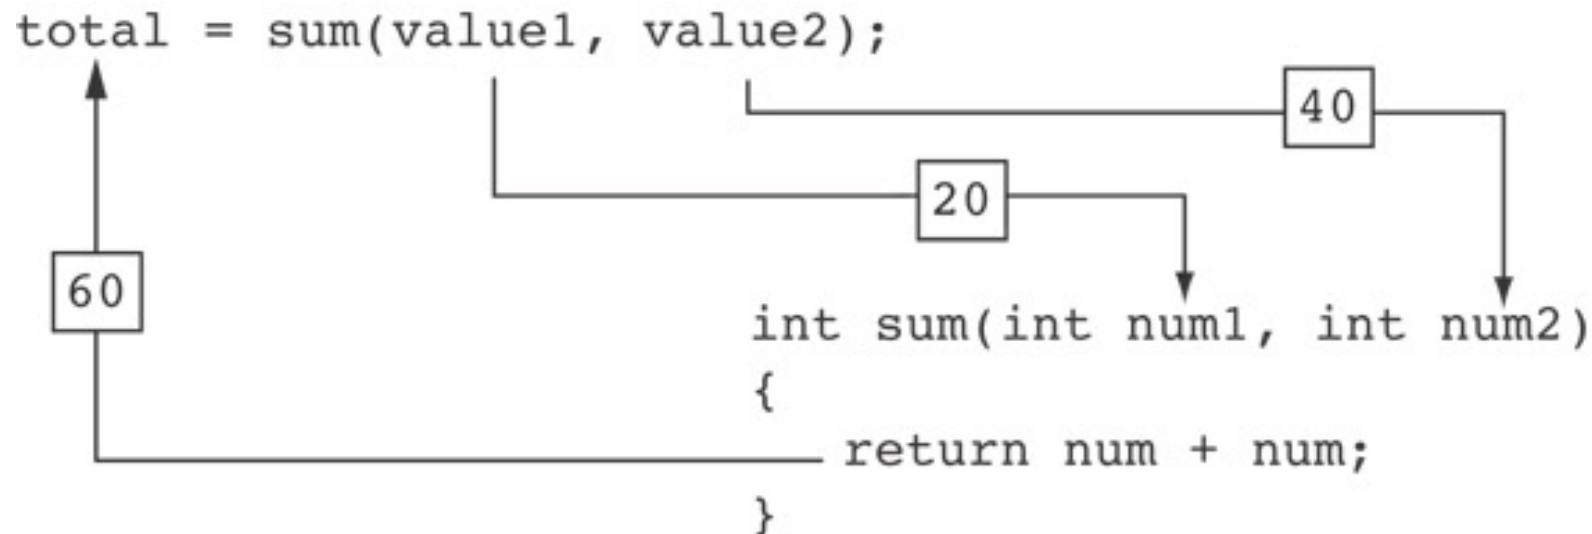 total = sum(value1, value2);
40
20
60
int sum(int num1, int num2)
{
return num + num;
}